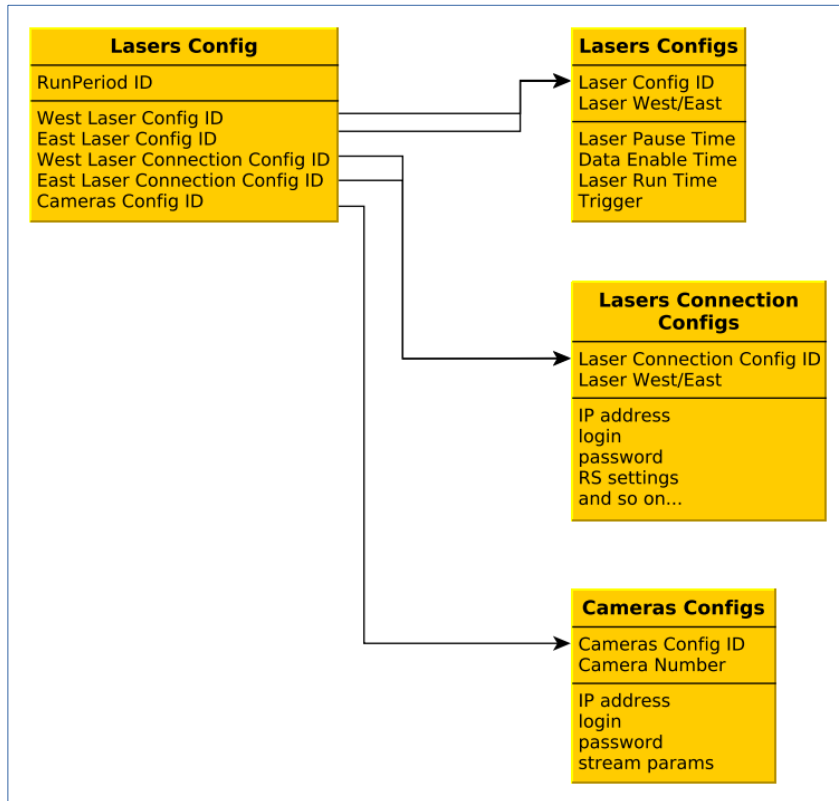 Lasers Config
RunPeriod ID
West Laser Config ID
East Laser Config ID
West Laser Connection Config ID
East Laser Connection Config ID
Cameras Config ID
Lasers Configs
Laser Config ID
Laser West/East
Laser Pause Time
Data Enable Time
Laser Run Time
Trigger
Lasers Connection
Configs
Laser Connection Config ID
Laser West/East
IP address
login
password
RS settings
and so on...
Cameras Configs
Cameras Config ID
Camera Number
IP address
login
password
stream params